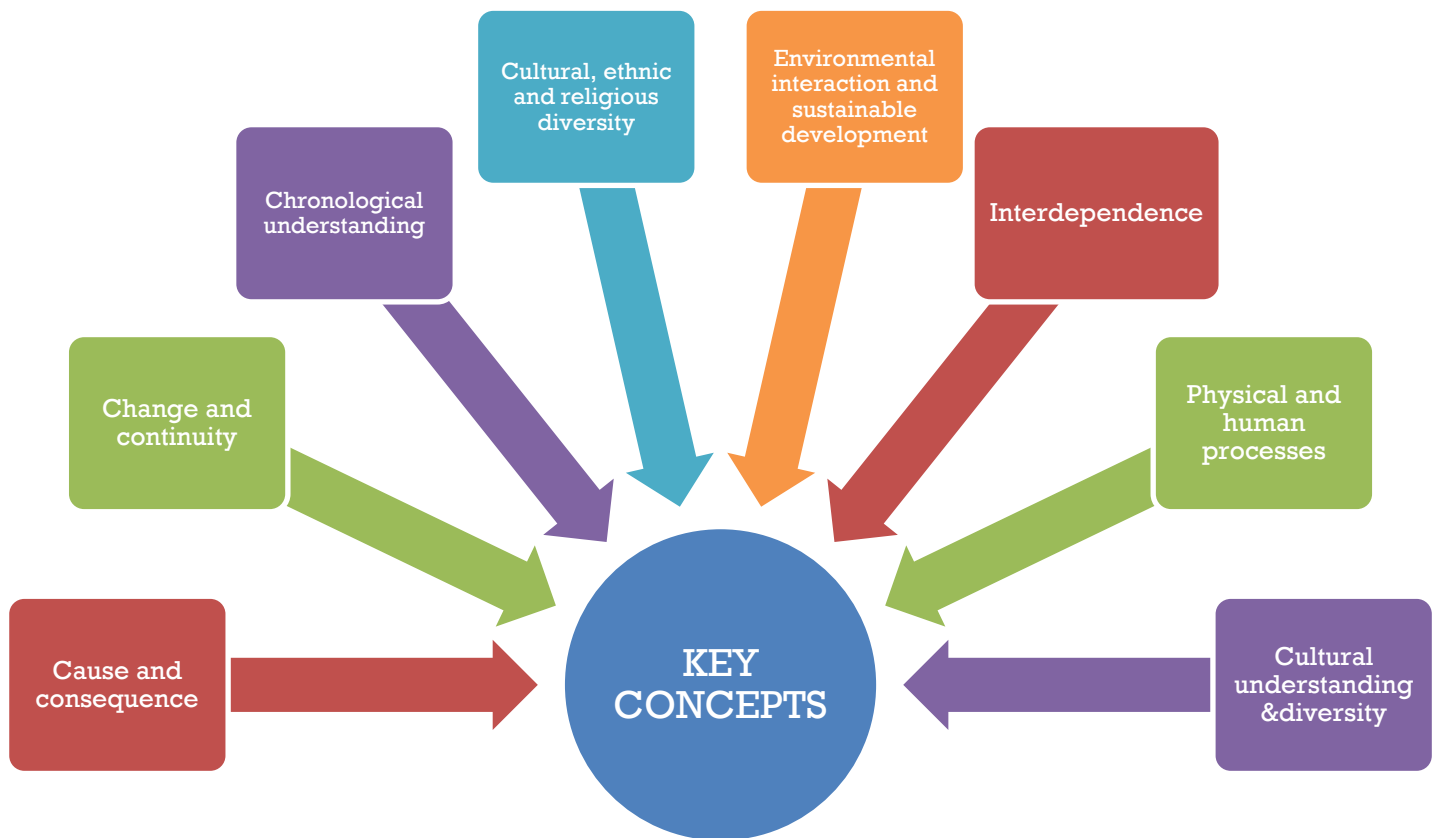 Cause and
consequence
Change and
continuity
Chronological
understanding
Cultural, ethnic
and religious
diversity
Environmental
interaction and
sustainable
development
Interdependence
Physical and
human
processes
Cultural
understanding
&diversity
KEY
CONCEPTS